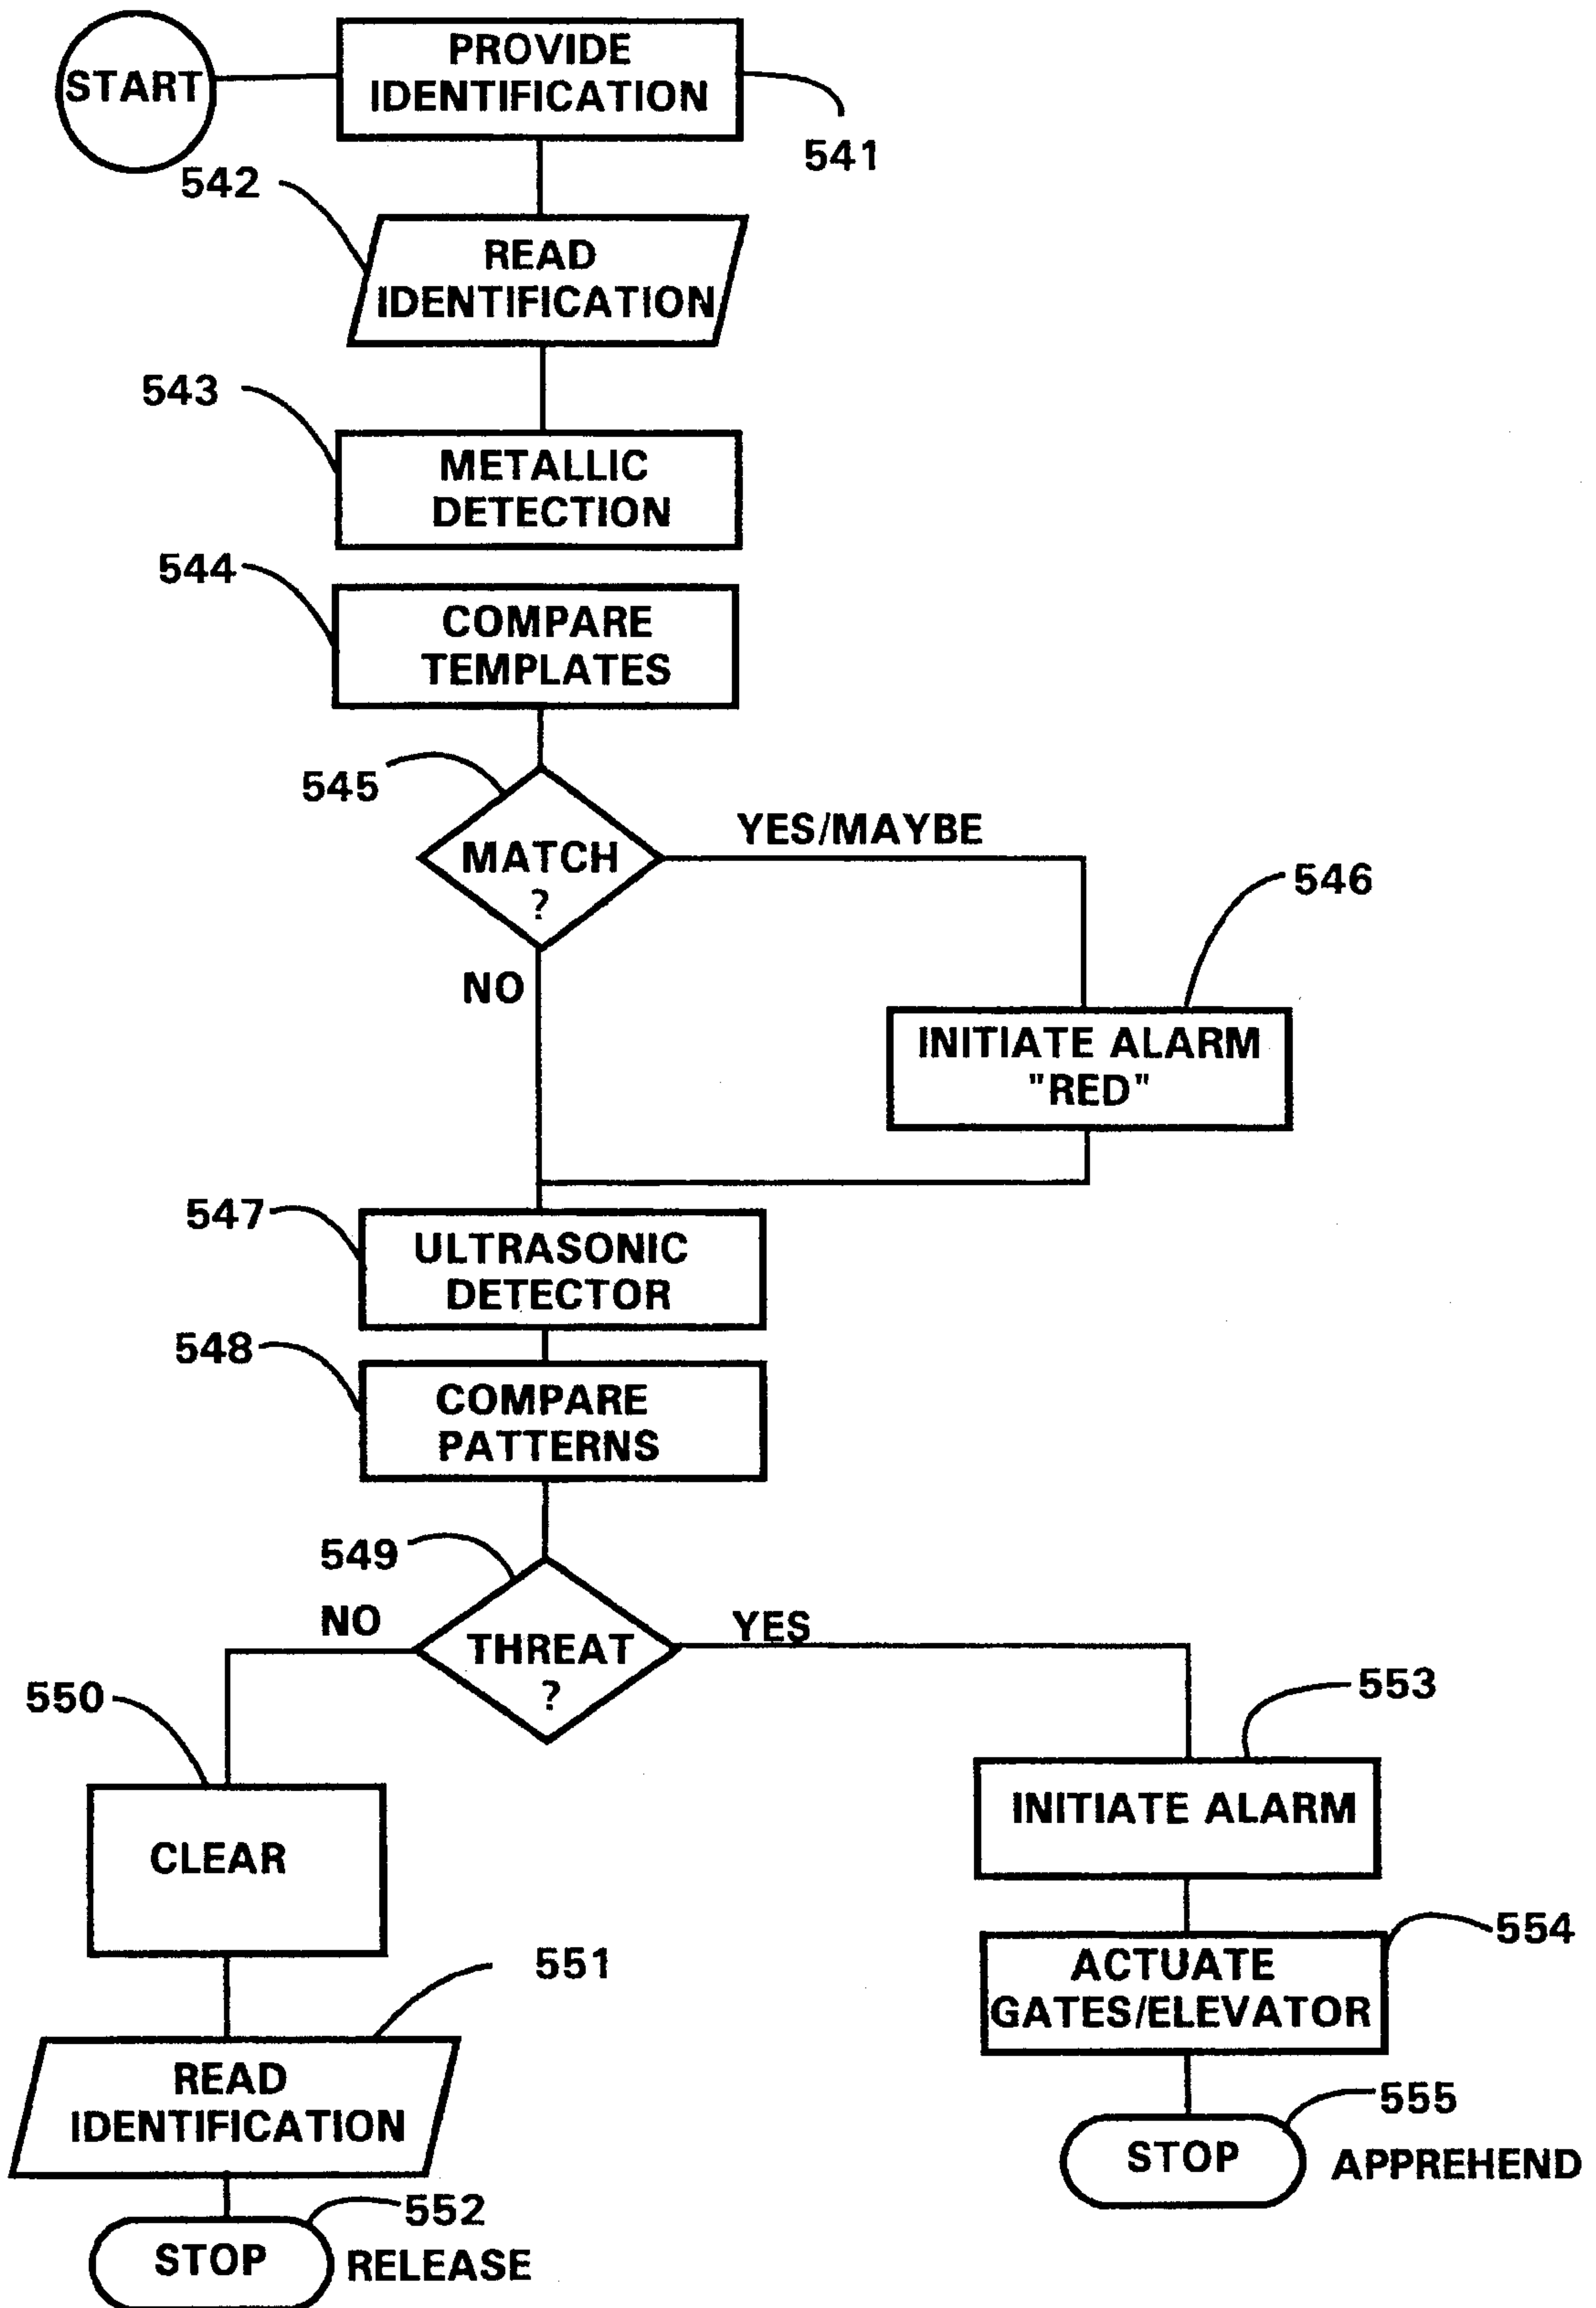 START
PROVIDE
IDENTIFICATION
541
542
READ
IDENTIFICATION
543
METALLIC
DETECTION
544
COMPARE
TEMPLATES
545
MATCH
?
YES/MAYBE
546
NO
INITIATE ALARM
"RED"
547
ULTRASONIC
DETECTOR
548
COMPARE
PATTERNS
549
NO
THREAT
?
YES
550
553
CLEAR
INITIATE ALARM
551
554
ACTUATE
GATES/ELEVATOR
READ
IDENTIFICATION
555
STOP
APPREHEND
552
STOP
RELEASE